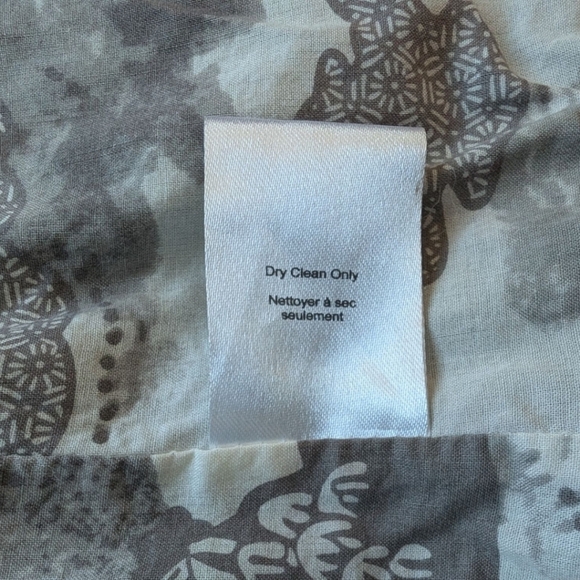 Dry Clean Only
Nettoyer à sec
seulement